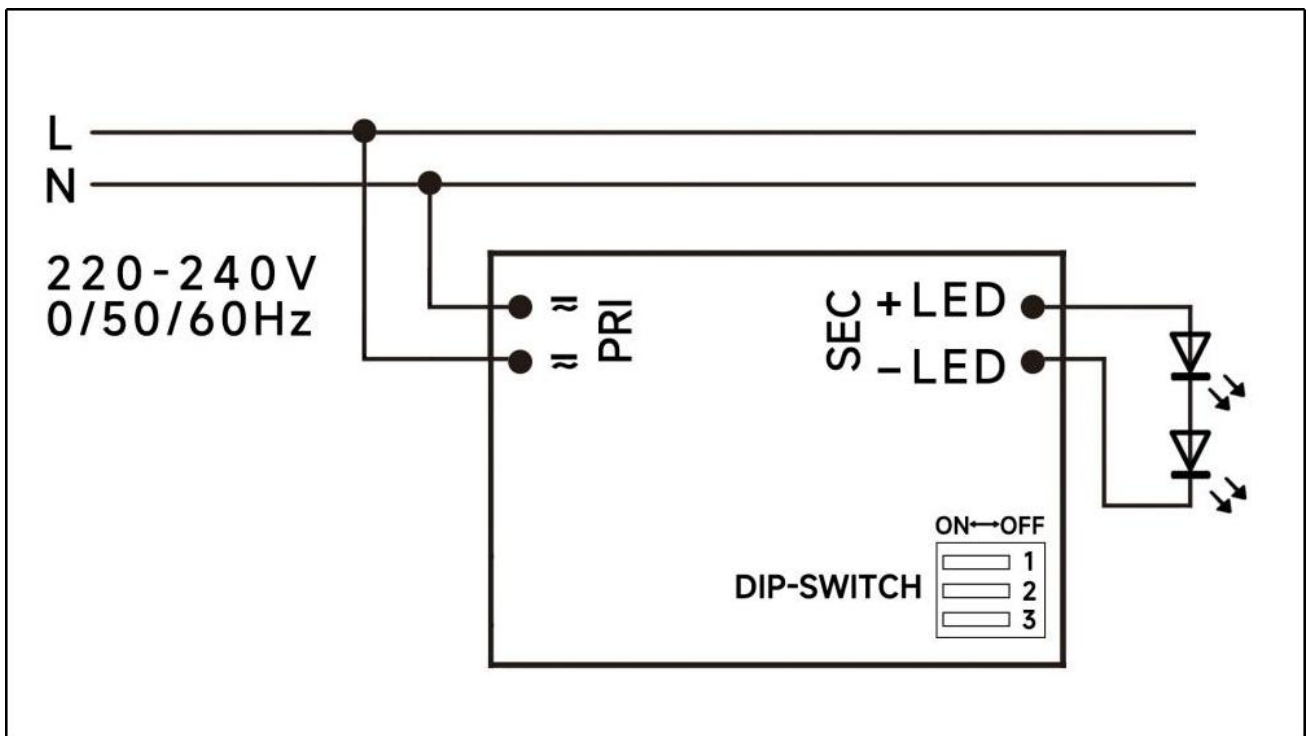 L
N
220-240V
0/50/60Hz
PRI
SEC
+LED
-LED
ON↔OFF
DIP-SWITCH
1
2
3